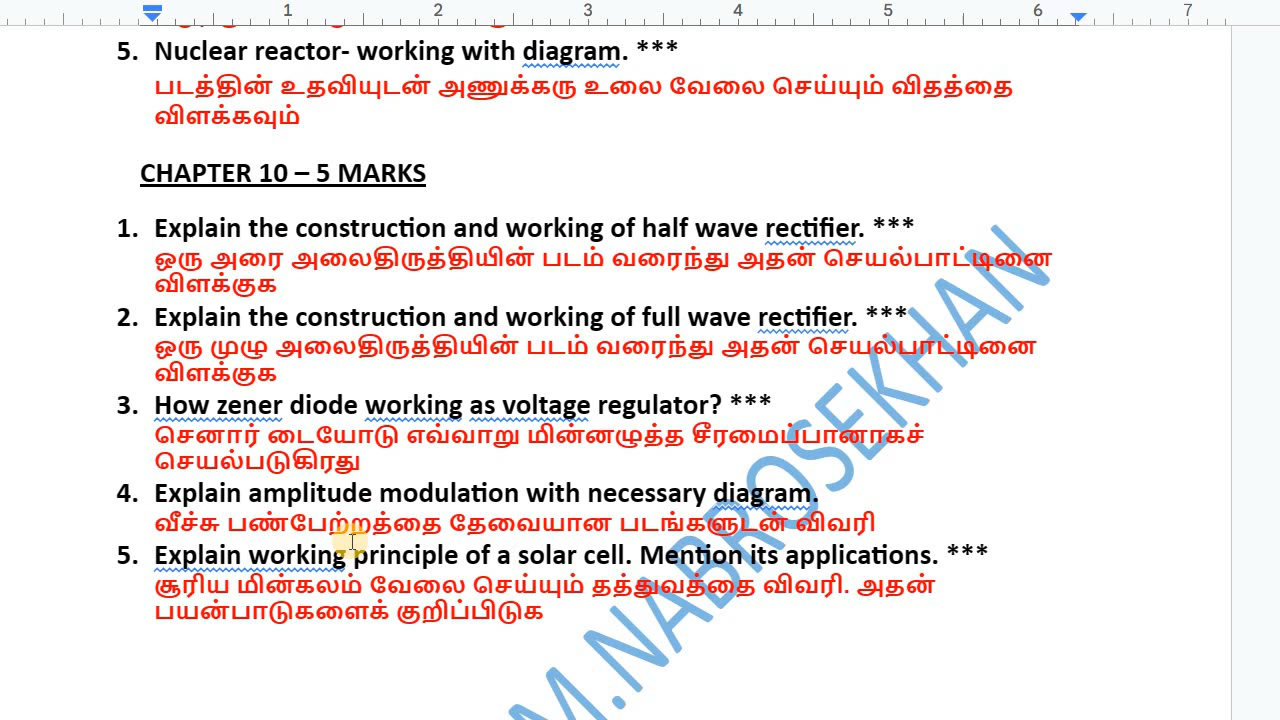 1 2 3 4 5 6 7
5. Nuclear reactor- working with diagram. ***
படத்தின் உதவியுடன் அணுக்கரு உலை வேலை செய்யும் விதத்தை
விளக்கவும்
CHAPTER 10 – 5 MARKS
1. Explain the construction and working of half wave rectifier. ***
ஒரு அரை அலைதிருத்தியின் படம் வரைந்து அதன் செயல்பாட்டினை
விளக்குக
2. Explain the construction and working of full wave rectifier. ***
ஒரு முழு அலைதிருத்தியின் படம் வரைந்து அதன் செயல்பாட்டினை
விளக்குக
3. How zener diode working as voltage regulator? ***
செனார் டையோடு எவ்வாறு மின்னழுத்த சீரமைப்பானாகச்
செயல்படுகிரது
4. Explain amplitude modulation with necessary diagram.
வீச்சு பண்பேற்றத்தை தேவையான படங்களுடன் விவரி
5. Explain working principle of a solar cell. Mention its applications. ***
சூரிய மின்கலம் வேலை செய்யும் தத்துவத்தை விவரி. அதன்
பயன்பாடுகளைக் குறிப்பிடுக
M.NABROSEKHAN